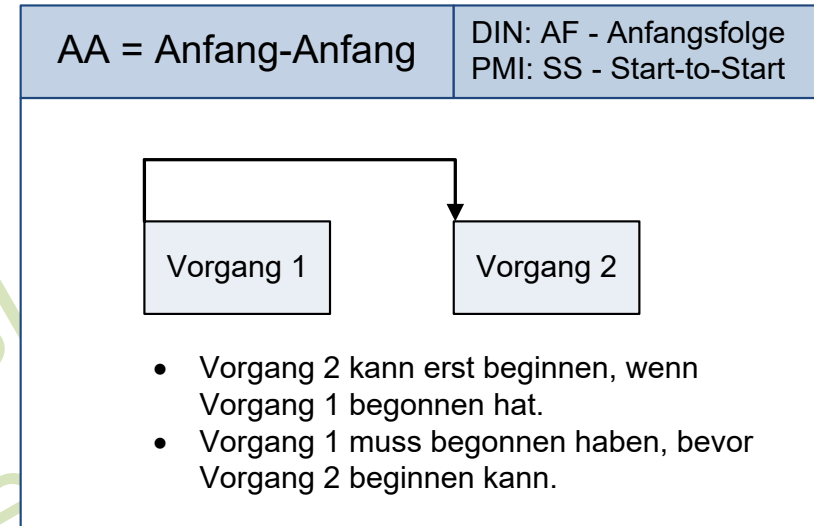 AA = Anfang-Anfang
DIN: AF - Anfangsfolge
PMI: SS - Start-to-Start
Vorgang 1
Vorgang 2
• Vorgang 2 kann erst beginnen, wenn
Vorgang 1 begonnen hat.
• Vorgang 1 muss begonnen haben, bevor
Vorgang 2 beginnen kann.